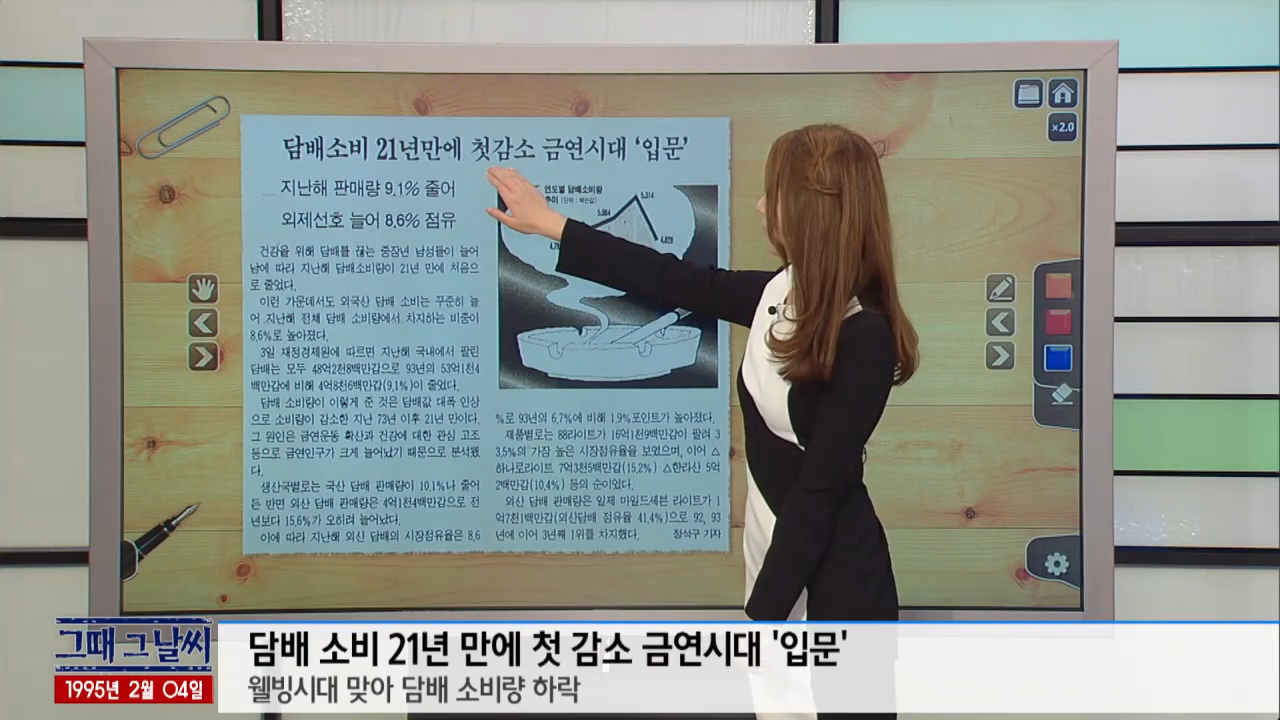 담배소비 21년만에 첫감소 금연시대 '입문'
지난해 판매량 9.1% 줄어
외제선호 늘어 8.6% 점유
건강을 위해 담배를 끊는 중장년 남성들이 늘어
남에 따라 지난해 담배소비량이 21년 만에 처음으
로 줄었다.
이런 가운데서도 외국산 담배 소비는 꾸준히 늘
어 지난해 전체 담배 소비량에서 차지하는 비중이
8.6%로 높아졌다.
3일 재정경제원에 따르면 지난해 국내에서 팔린
담배는 모두 48억2천8백만갑으로 93년의 53억1천4
백만갑에 비해 4억8천6백만갑(9.1%)이 줄었다.
담배 소비량이 이렇게 준 것은 담배값 대폭 인상
으로 소비량이 감소한 지난 73년 이후 21년 만이다.
그 원인은 금연운동 확산과 건강에 대한 관심 고조
등으로 금연인구가 크게 늘어났기 때문으로 분석됐
다.
생산국별로는 국산 담배 판매량이 10.1%나 줄어
든 반면 외산 담배 판매량은 4억1천4백만갑으로 전
년보다 15.6%가 오히려 늘어났다.
이에 따라 지난해 외산 담배의 시장점유율은 8.6
연도별 담배소비량
추이 (단위 : 백만갑)
5,314
5,084
4,828
%로 93년의 6.7%에 비해 1.9%포인트가 높아졌다.
제품별로는 88라이트가 16억1천9백만갑이 팔려 3
3.5%의 가장 높은 시장점유율을 보였으며, 이어 △
하나로라이트 7억3천5백만갑(15.2%) △한라산 5억
2백만갑(10.4%) 등의 순이었다.
외산 담배 판매량은 일제 마일드세븐 라이트가 1
억7천1백만갑(외산담배 점유율 41.4%)으로 92, 93
년에 이어 3년째 1위를 차지했다. 정석구 기자
×2.0
그때 그날씨
1995년 2월 04일
담배 소비 21년 만에 첫 감소 금연시대 '입문'
웰빙시대 맞아 담배 소비량 하락